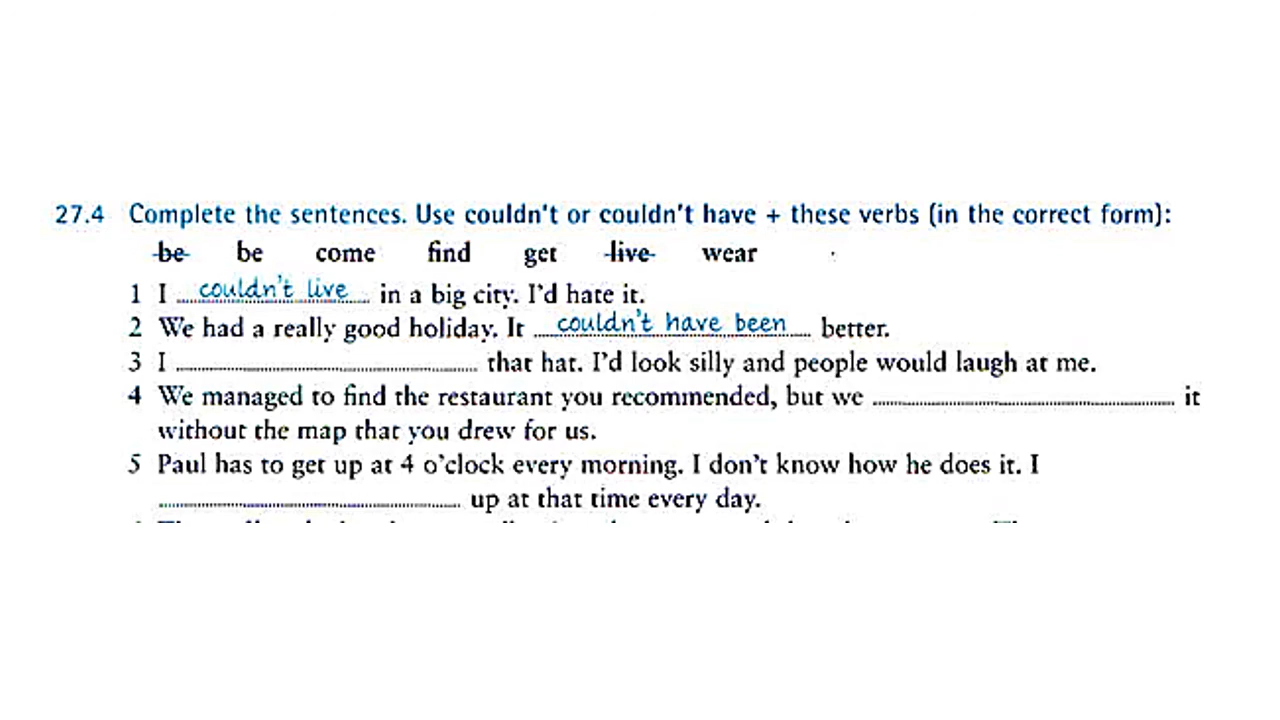 27.4 Complete the sentences. Use couldn't or couldn't have + these verbs (in the correct form):
be be come find get live wear
1 I couldn't live in a big city. I'd hate it.
2 We had a really good holiday. It couldn't have been better.
3 I ........ that hat. I'd look silly and people would laugh at me.
4 We managed to find the restaurant you recommended, but we ........ it
without the map that you drew for us.
5 Paul has to get up at 4 o'clock every morning. I don't know how he does it. I
........ up at that time every day.